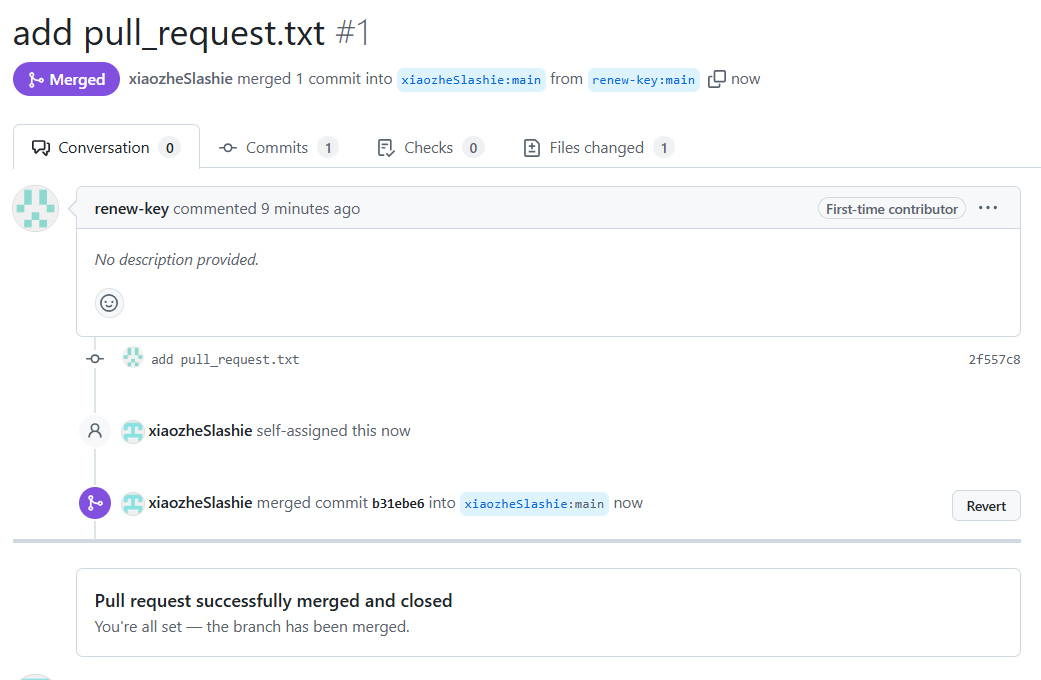 add pull_request.txt #1
Merged xiaozheSlashie merged 1 commit into xiaozheSlashie:main from renew-key:main now
Conversation 0 Commits 1 Checks 0 Files changed 1
renew-key commented 9 minutes ago First-time contributor ...
No description provided.
add pull_request.txt 2f557c8
xiaozheSlashie self-assigned this now
xiaozheSlashie merged commit b31ebe6 into xiaozheSlashie:main now
Revert
Pull request successfully merged and closed
You're all set — the branch has been merged.